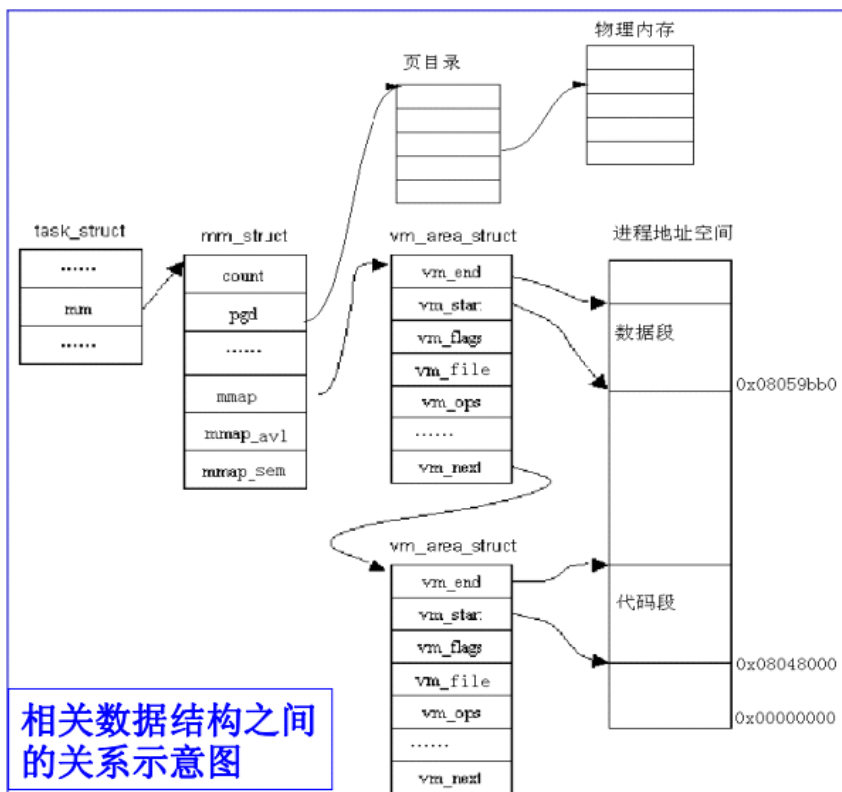 物理内存
页目录
task_struct
......
mm
......
mm_struct
count
pgd
......
mmap
mmap_avl
mmap_sem
vm_area_struct
vm_end
vm_start
vm_flags
vm_file
vm_ops
......
vm_next
进程地址空间
数据段
0x08059bb0
代码段
0x08048000
0x00000000
vm_area_struct
vm_end
vm_start
vm_flags
vm_file
vm_ops
......
vm_next
相关数据结构之间
的关系示意图